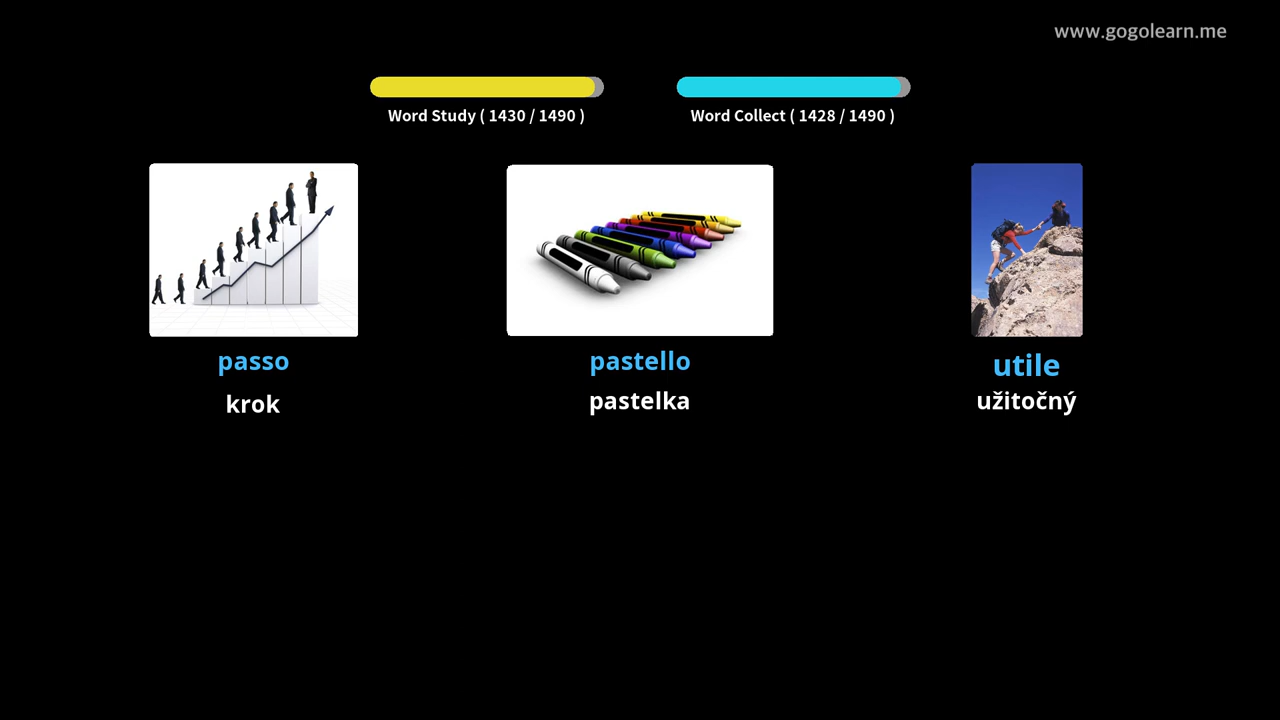 www.gogolearn.me
Word Study ( 1430 / 1490 )
Word Collect ( 1428 / 1490 )
passo
pastello
utile
krok
pastelka
užitočný